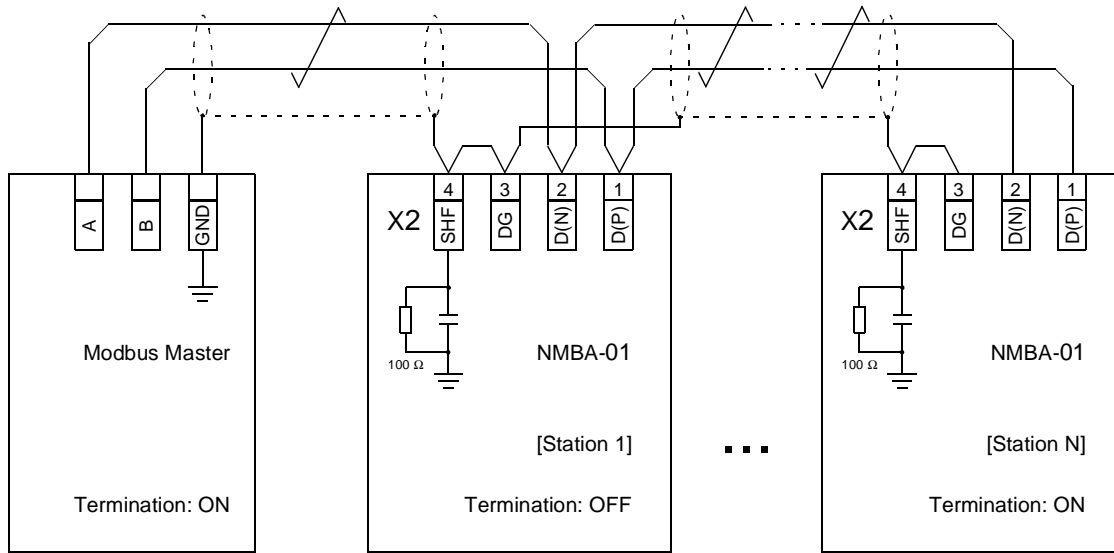 A
B
GND
Modbus Master
Termination: ON
X2
4
3
2
1
SHF
DG
D(N)
D(P)
100 Ω
NMBA-01
[Station 1]
Termination: OFF
...
X2
4
3
2
1
SHF
DG
D(N)
D(P)
100 Ω
NMBA-01
[Station N]
Termination: ON